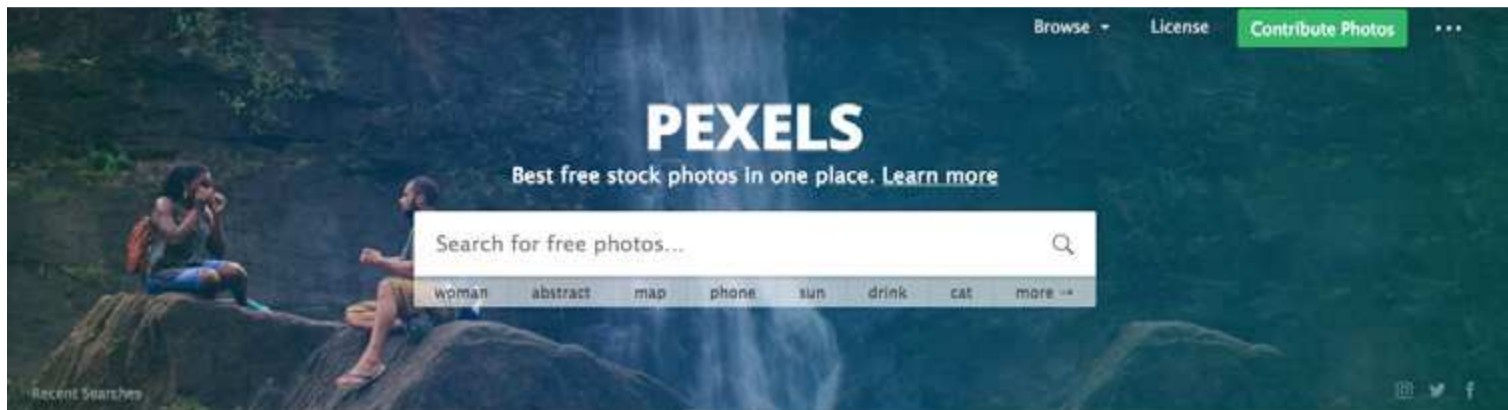 Browse License Contribute Photos ...
PEXELS
Best free stock photos in one place. Learn more
Search for free photos...
woman abstract map phone sun drink cat more →
Recent Searches